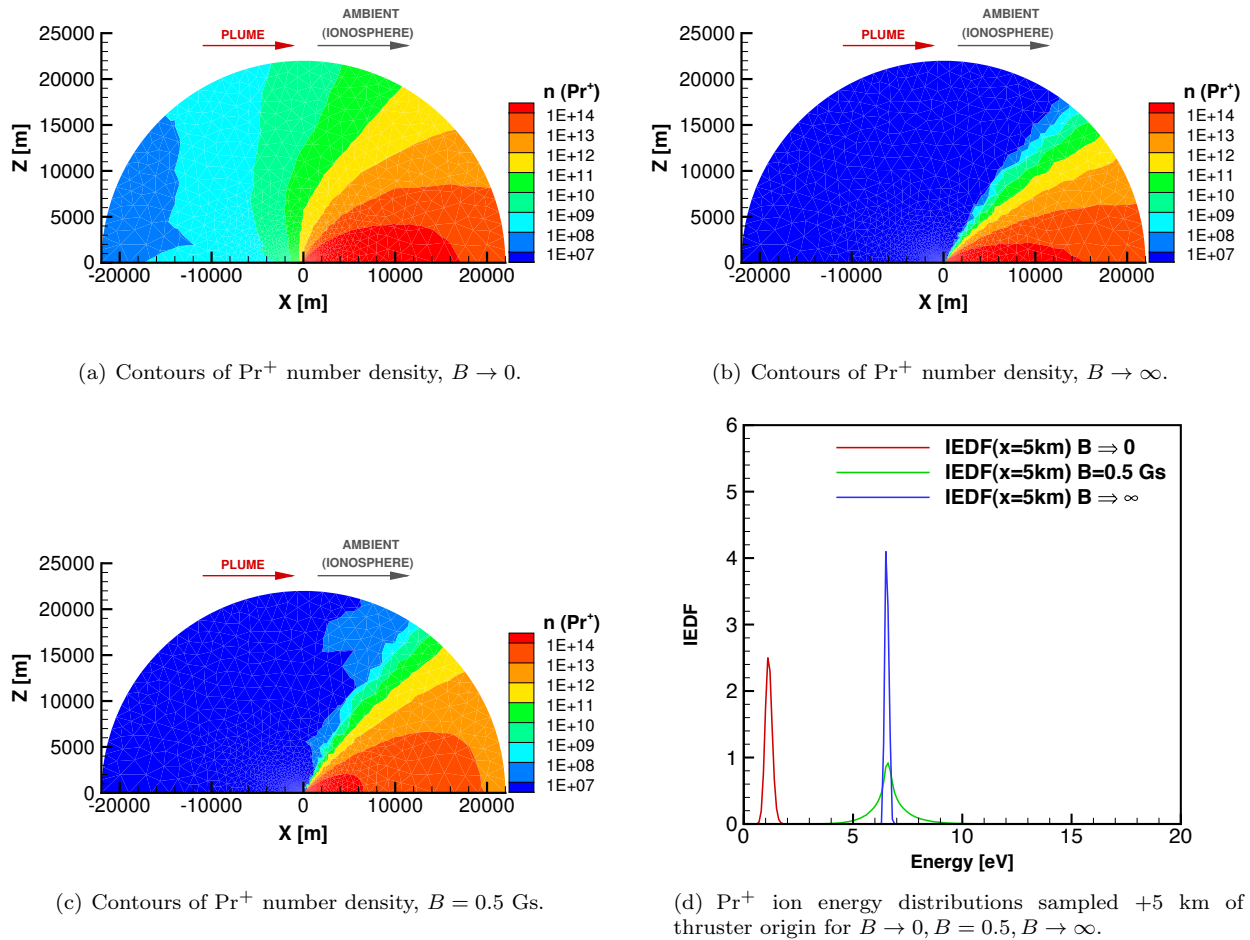 AMBIENT
(IONOSPHERE)
PLUME
25000
20000
15000
10000
5000
0
Z [m]
-20000 -10000 0 10000 20000
X [m]
n (Pr⁺)
1E+14
1E+13
1E+12
1E+11
1E+10
1E+09
1E+08
1E+07
(a) Contours of Pr⁺ number density, B → 0.
AMBIENT
(IONOSPHERE)
PLUME
25000
20000
15000
10000
5000
0
Z [m]
-20000 -10000 0 10000 20000
X [m]
n (Pr⁺)
1E+14
1E+13
1E+12
1E+11
1E+10
1E+09
1E+08
1E+07
(b) Contours of Pr⁺ number density, B → ∞.
AMBIENT
(IONOSPHERE)
PLUME
25000
20000
15000
10000
5000
0
Z [m]
-20000 -10000 0 10000 20000
X [m]
n (Pr⁺)
1E+14
1E+13
1E+12
1E+11
1E+10
1E+09
1E+08
1E+07
(c) Contours of Pr⁺ number density, B = 0.5 Gs.
6
5
4
3
2
1
0
IEDF
IEDF(x=5km) B ⇒ 0
IEDF(x=5km) B=0.5 Gs
IEDF(x=5km) B ⇒ ∞
0 5 10 15 20
Energy [eV]
(d) Pr⁺ ion energy distributions sampled +5 km of
thruster origin for B → 0, B = 0.5, B → ∞.